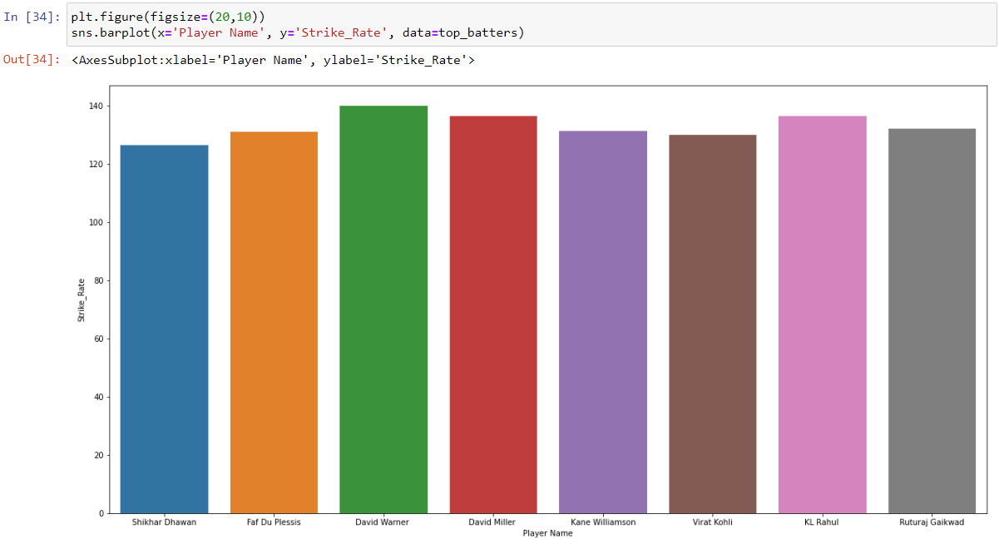 In [34]: plt.figure(figsize=(20,10))
sns.barplot(x='Player Name', y='Strike_Rate', data=top_batters)
Out[34]: <AxesSubplot:xlabel='Player Name', ylabel='Strike_Rate'>
140
120
100
80
60
40
20
0
Strike_Rate
Shikhar Dhawan Faf Du Plessis David Warner David Miller Kane Williamson Virat Kohli KL Rahul Ruturaj Gaikwad
Player Name